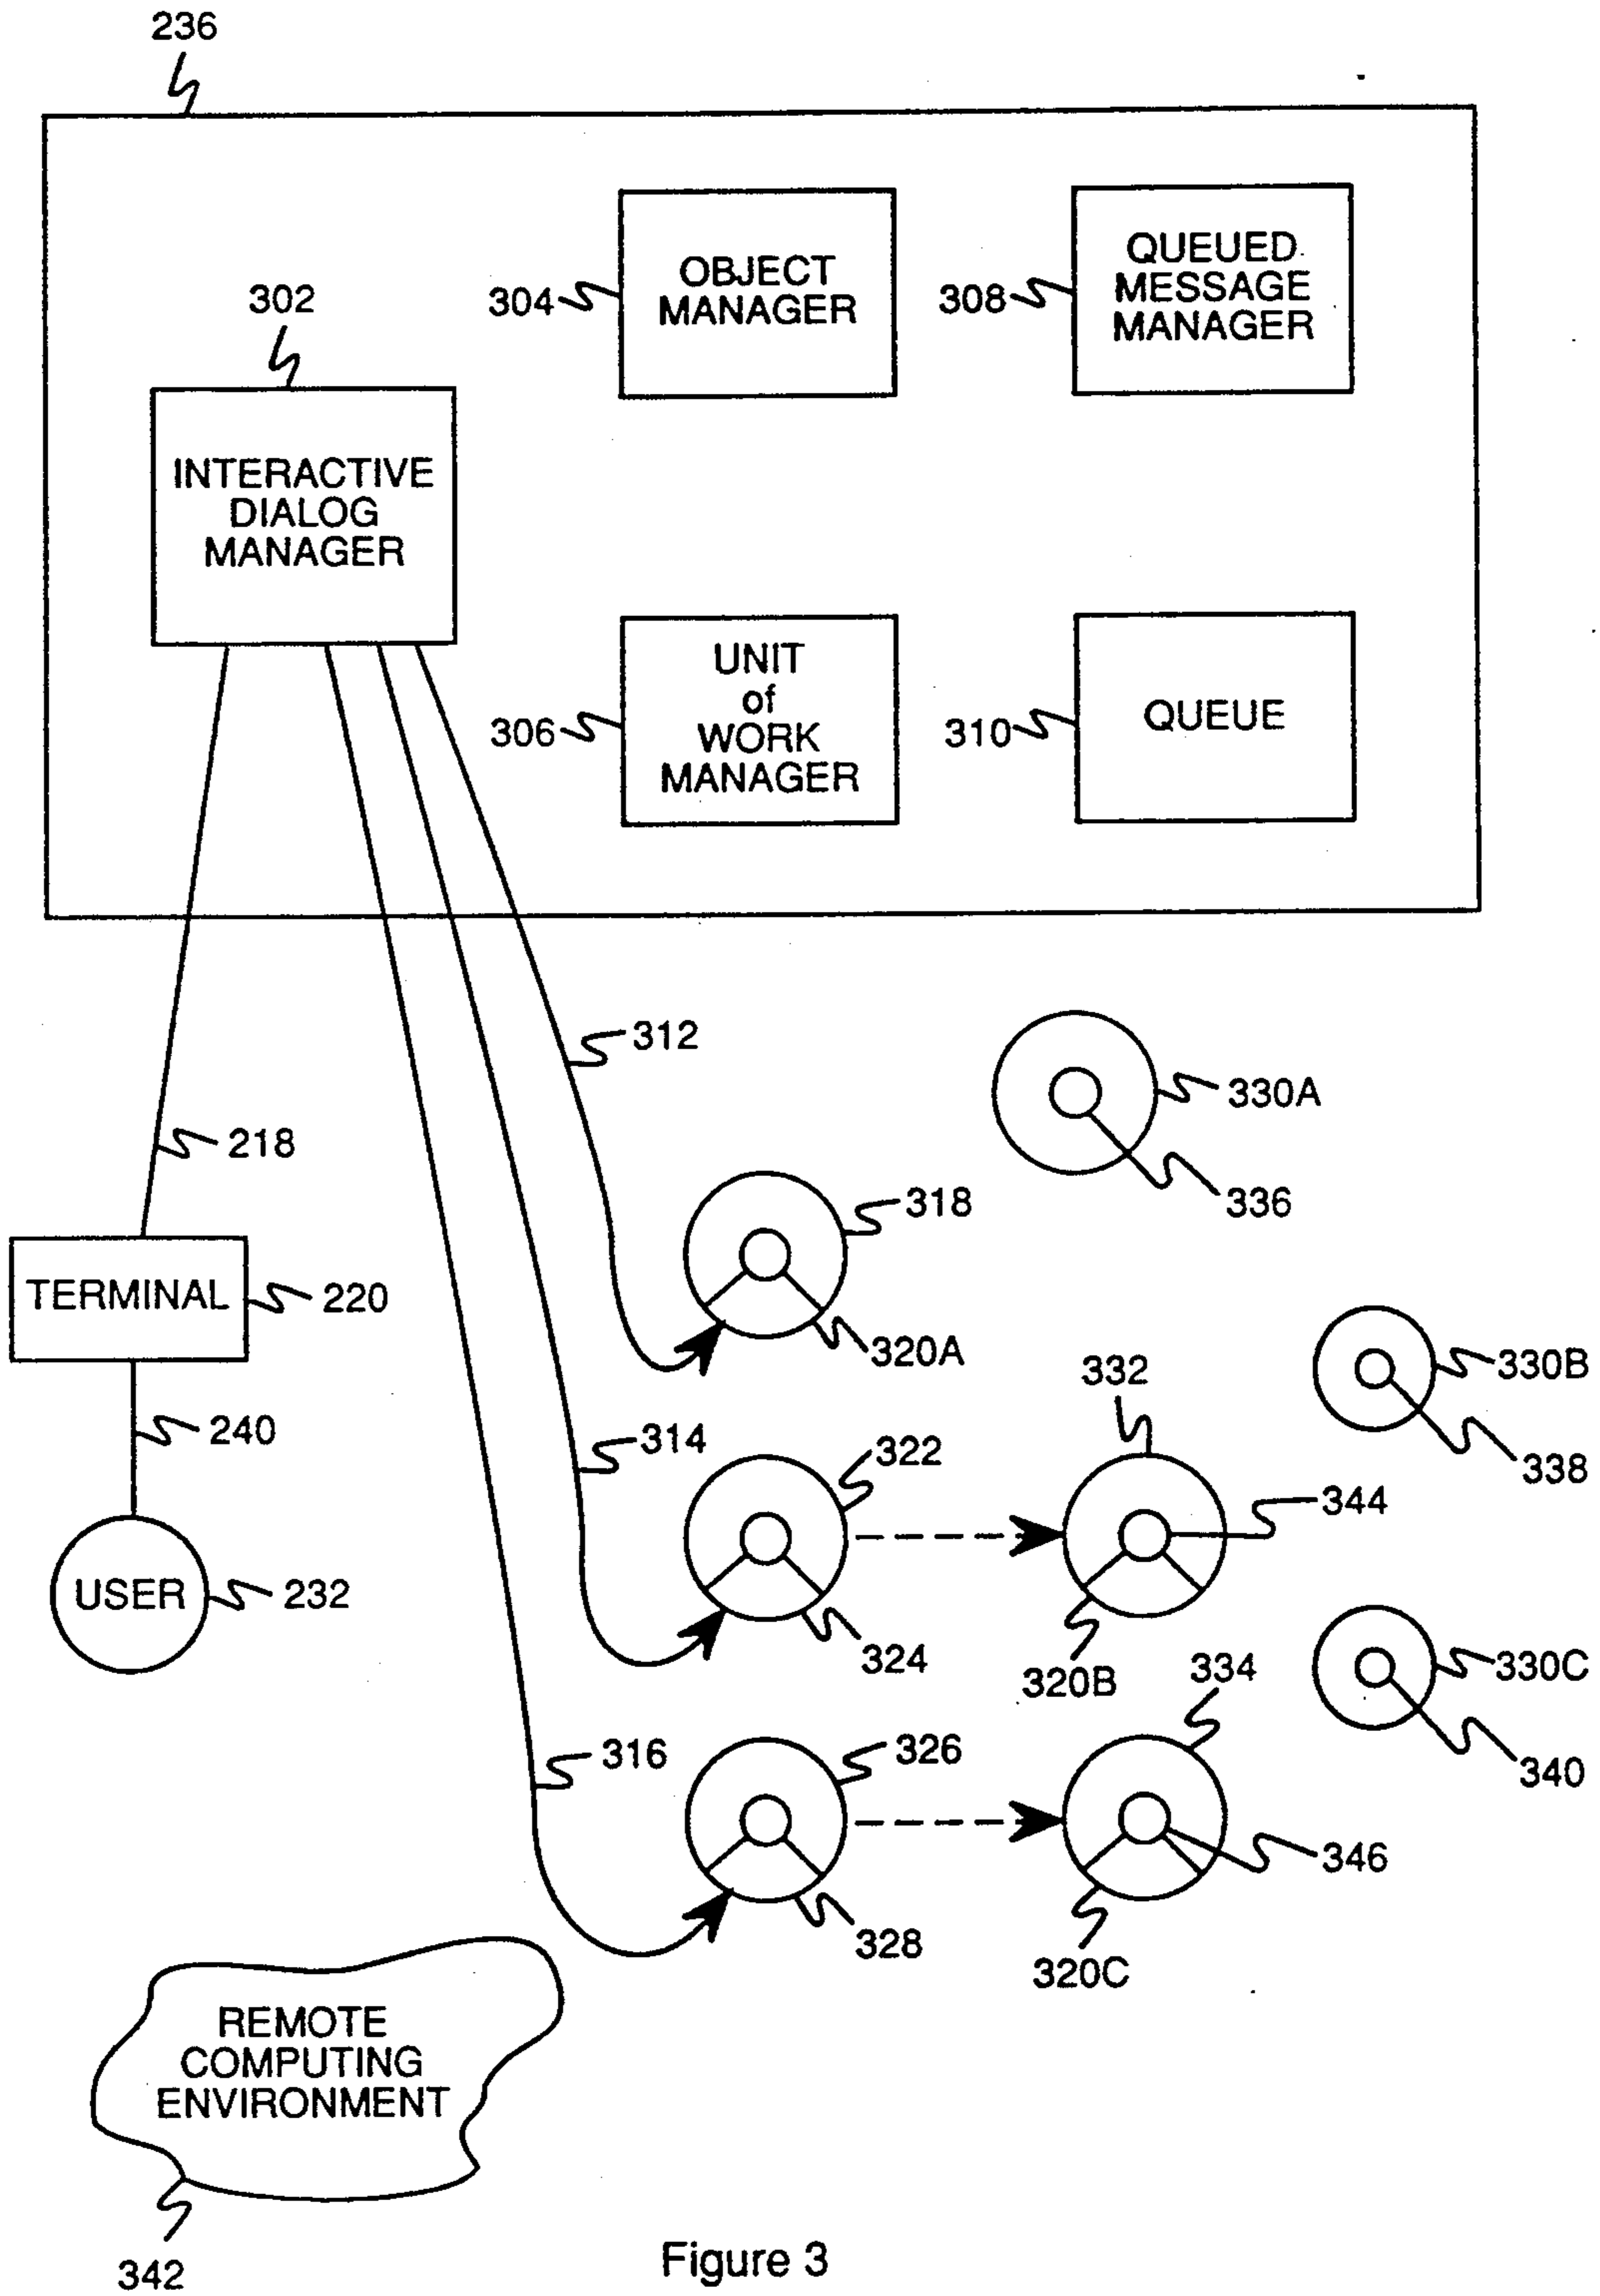 236
302
304
OBJECT
MANAGER
308
QUEUED
MESSAGE
MANAGER
INTERACTIVE
DIALOG
MANAGER
306
UNIT
of
WORK
MANAGER
310
QUEUE
312
330A
218
336
318
TERMINAL
220
320A
332
330B
240
314
322
338
344
USER
232
324
320B
334
330C
316
326
340
346
328
320C
REMOTE
COMPUTING
ENVIRONMENT
342
Figure 3